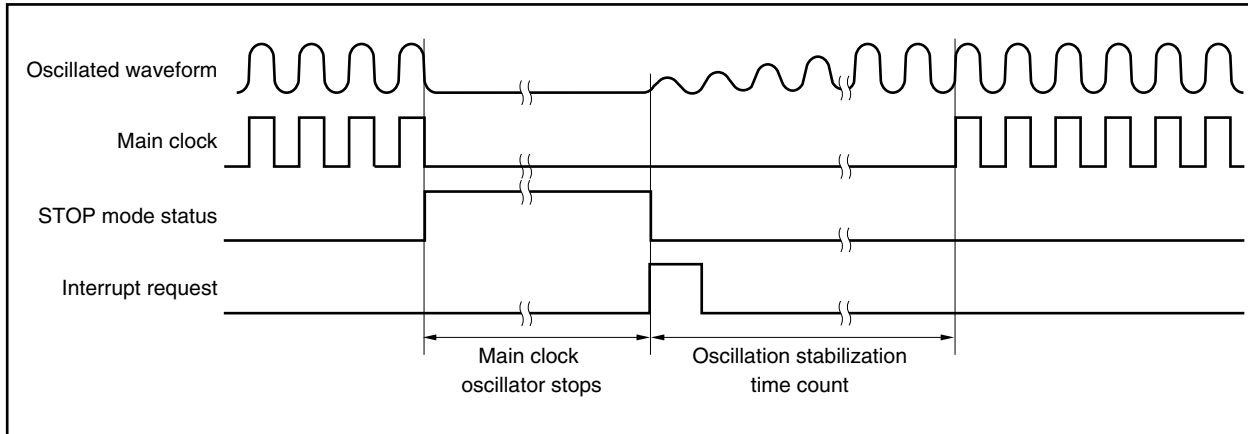 Oscillated waveform
Main clock
STOP mode status
Interrupt request
Main clock
oscillator stops
Oscillation stabilization
time count